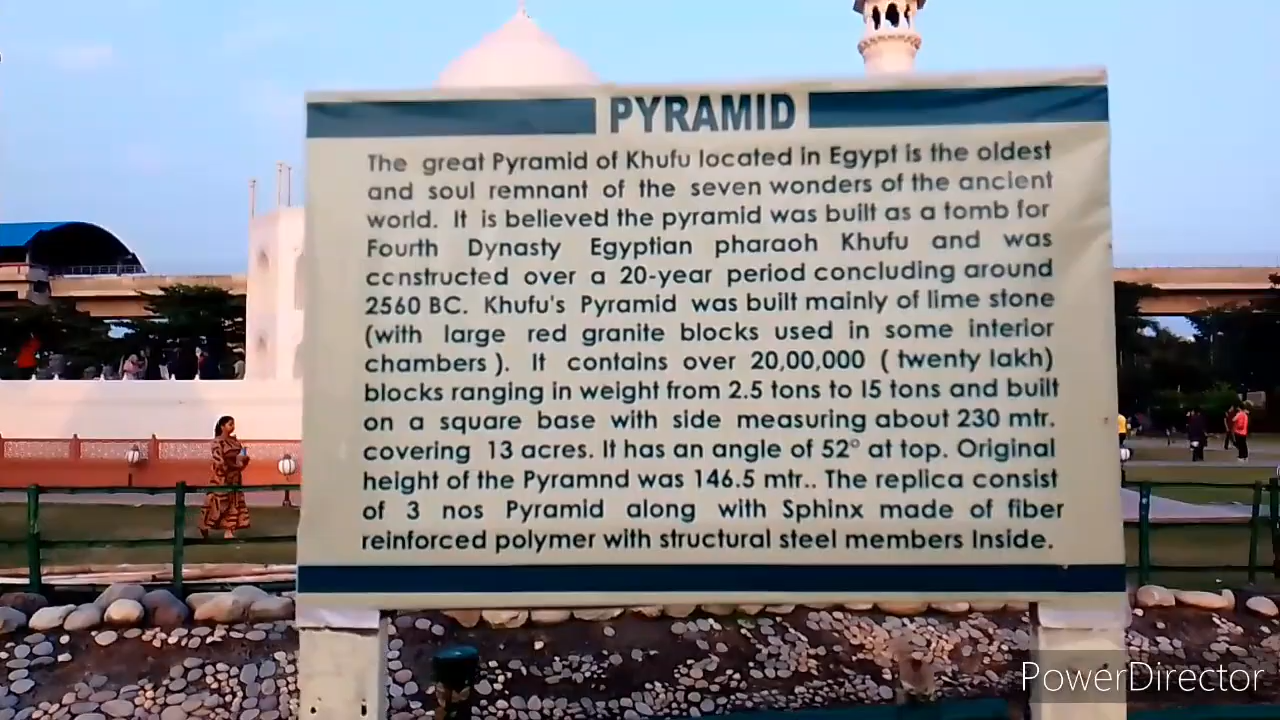 PYRAMID
The great Pyramid of Khufu located in Egypt is the oldest
and soul remnant of the seven wonders of the ancient
world. It is believed the pyramid was built as a tomb for
Fourth Dynasty Egyptian pharaoh Khufu and was
constructed over a 20-year period concluding around
2560 BC. Khufu's Pyramid was built mainly of lime stone
(with large red granite blocks used in some interior
chambers ). It contains over 20,00,000 ( twenty lakh)
blocks ranging in weight from 2.5 tons to 15 tons and built
on a square base with side measuring about 230 mtr.
covering 13 acres. It has an angle of 52° at top. Original
height of the Pyramnd was 146.5 mtr.. The replica consist
of 3 nos Pyramid along with Sphinx made of fiber
reinforced polymer with structural steel members Inside.
PowerDirector